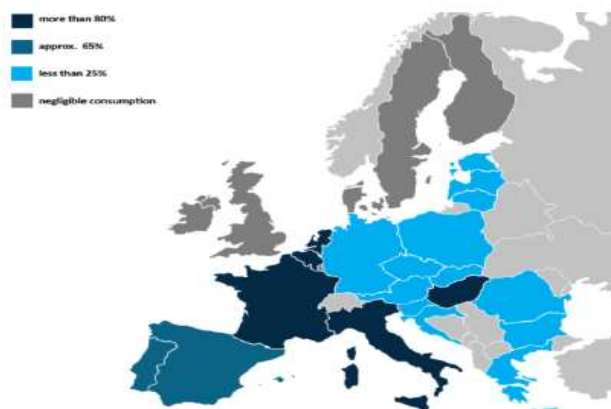 more than 80%
approx. 65%
less than 25%
negligible consumption